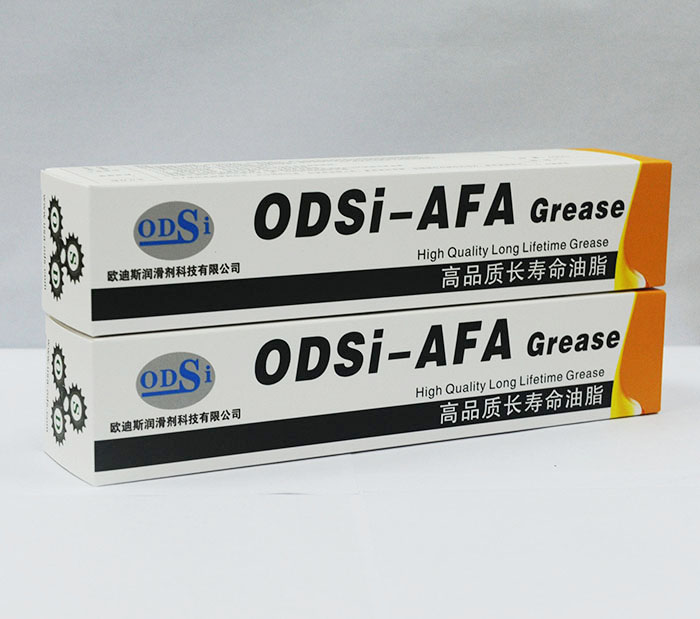 ODSi
欧迪斯润滑剂科技有限公司
ODSi-AFA Grease
High Quality Long Lifetime Grease
高品质长寿命油脂
ODSi
欧迪斯润滑剂科技有限公司
ODSi-AFA Grease
High Quality Long Lifetime Grease
高品质长寿命油脂